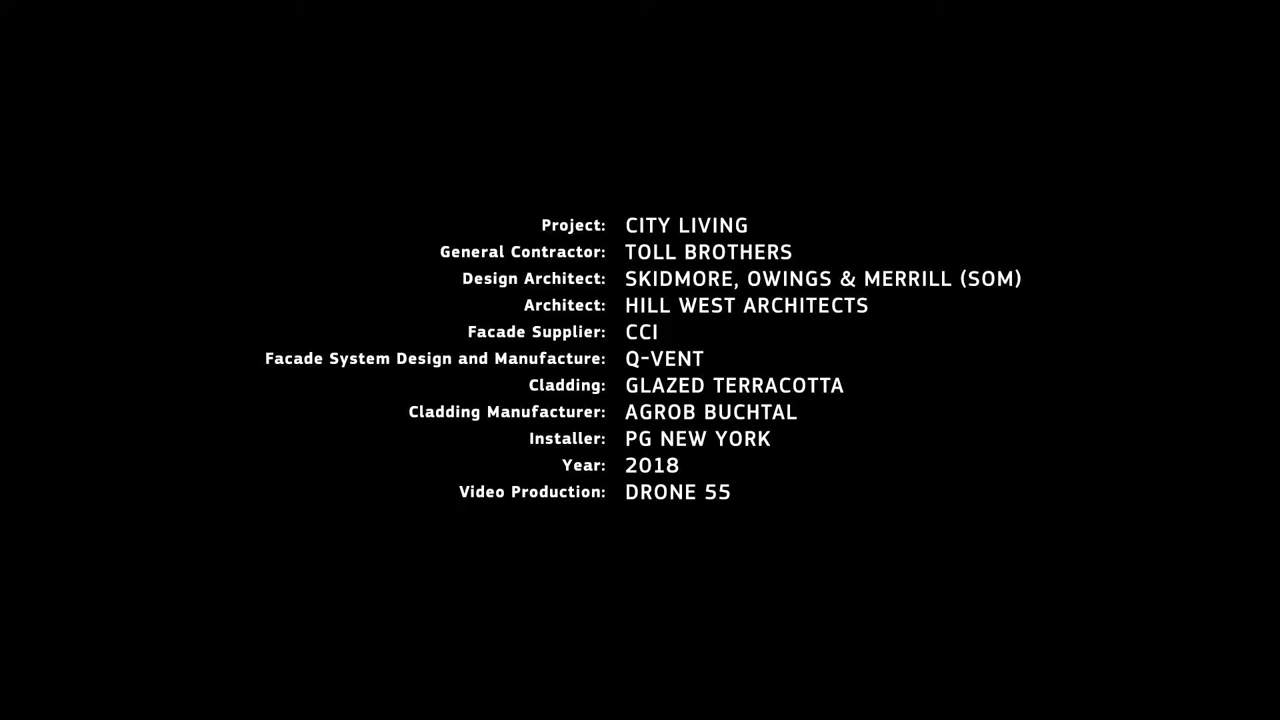 Project: CITY LIVING
General Contractor: TOLL BROTHERS
Design Architect: SKIDMORE, OWINGS & MERRILL (SOM)
Architect: HILL WEST ARCHITECTS
Facade Supplier: CCI
Facade System Design and Manufacture: Q-VENT
Cladding: GLAZED TERRACOTTA
Cladding Manufacturer: AGROB BUCHTAL
Installer: PG NEW YORK
Year: 2018
Video Production: DRONE 55